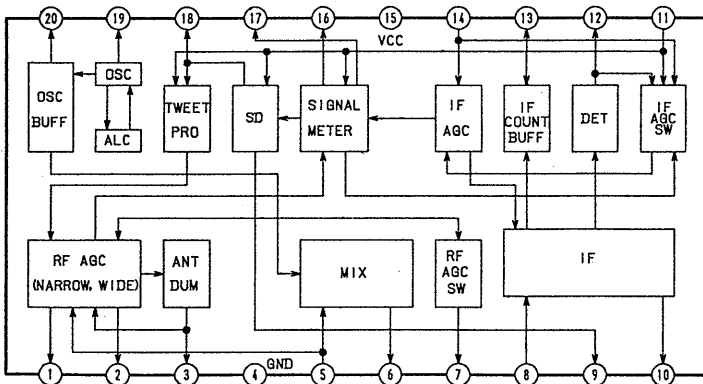 20 19 18 17 16 15 14 13 12 11
VCC
OSC
BUFF
OSC
ALC
TWEET
PRO
SD
SIGNAL
METER
IF
AGC
IF
COUNT
BUFF
DET
IF
AGC
SW
RF AGC
(NARROW, WIDE)
ANT
DUM
MIX
RF
AGC
SW
IF
GND
1 2 3 4 5 6 7 8 9 10